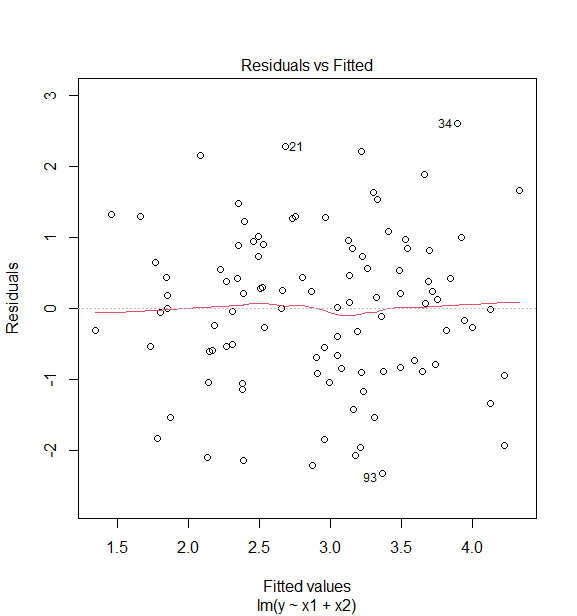 Residuals vs Fitted
Residuals
3
2
1
0
-1
-2
34
21
93
1.5 2.0 2.5 3.0 3.5 4.0
Fitted values
lm(y ~ x1 + x2)